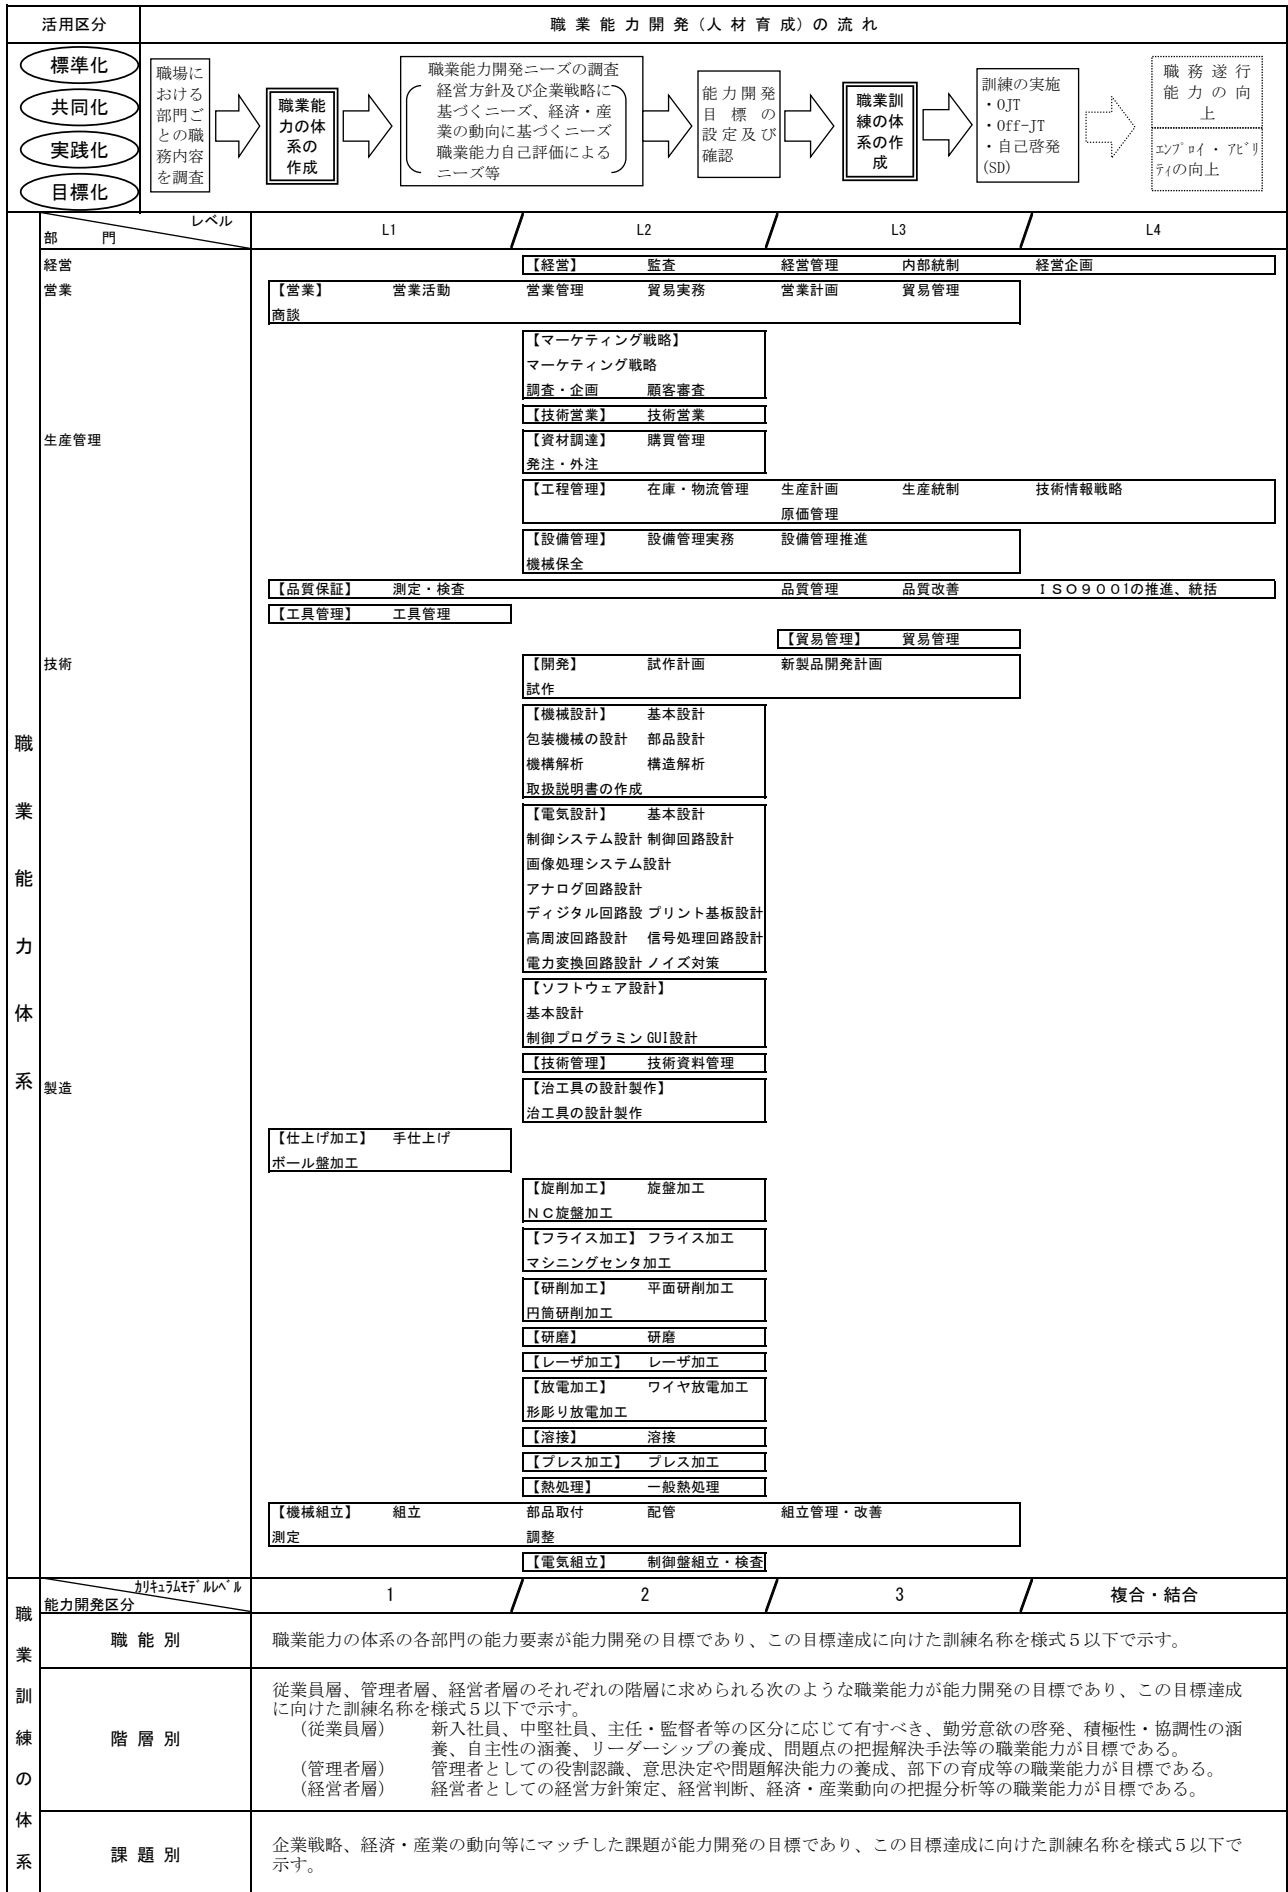 活用区分
職業能力開発(人材育成)の流れ
標準化
共同化
実践化
目標化
職場に
おける
部門ご
との職
務内容
を調査
職業能
力の体
系の
作成
職業能力開発ニーズの調査
経営方針及び企業戦略に
基づくニーズ、経済・産
業の動向に基づくニーズ
職業能力自己評価による
ニーズ等
能力開発
目標の
設定及び
確認
職業訓
練の体
系の作
成
訓練の実施
・OJT
・Off-JT
・自己啓発
(SD)
職務遂行
能力の向
上
ｴﾝﾌﾟﾛｲ・ｱﾋﾞﾘ
ﾃｨの向上
職業能力体系
レベル
部門
L1 L2 L3 L4
経営 【経営】 監査 経営管理 内部統制 経営企画
営業 【営業】 営業活動 営業管理 貿易実務 営業計画 貿易管理
商談
【マーケティング戦略】
マーケティング戦略
調査・企画 顧客審査
【技術営業】 技術営業
生産管理 【資材調達】 購買管理
発注・外注
【工程管理】 在庫・物流管理 生産計画 生産統制 技術情報戦略
原価管理
【設備管理】 設備管理実務 設備管理推進
機械保全
【品質保証】 測定・検査 品質管理 品質改善 ＩＳＯ９００1の推進、統括
【工具管理】 工具管理
【貿易管理】 貿易管理
技術 【開発】 試作計画 新製品開発計画
試作
【機械設計】 基本設計
包装機械の設計 部品設計
機構解析 構造解析
取扱説明書の作成
【電気設計】 基本設計
制御システム設計 制御回路設計
画像処理システム設計
アナログ回路設計
ディジタル回路設 プリント基板設計
高周波回路設計 信号処理回路設計
電力変換回路設計 ノイズ対策
【ソフトウェア設計】
基本設計
制御プログラミン GUI設計
【技術管理】 技術資料管理
製造 【治工具の設計製作】
治工具の設計製作
【仕上げ加工】 手仕上げ
ボール盤加工
【旋削加工】 旋盤加工
ＮＣ旋盤加工
【フライス加工】 フライス加工
マシニングセンタ加工
【研削加工】 平面研削加工
円筒研削加工
【研磨】 研磨
【レーザ加工】 レーザ加工
【放電加工】 ワイヤ放電加工
形彫り放電加工
【溶接】 溶接
【プレス加工】 プレス加工
【熱処理】 一般熱処理
【機械組立】 組立 部品取付 配管 組立管理・改善
測定 調整
【電気組立】 制御盤組立・検査
職業訓練の体系
ｶﾘｷｭﾗﾑﾓﾃﾞﾙﾚﾍﾞﾙ
能力開発区分
1 2 3 複合・結合
職能別
職業能力の体系の各部門の能力要素が能力開発の目標であり、この目標達成に向けた訓練名称を様式５以下で示す。
階層別
従業員層、管理者層、経営者層のそれぞれの階層に求められる次のような職業能力が能力開発の目標であり、この目標達成
に向けた訓練名称を様式５以下で示す。
（従業員層） 新入社員、中堅社員、主任・監督者等の区分に応じて有すべき、勤労意欲の啓発、積極性・協調性の涵
養、自主性の涵養、リーダーシップの養成、問題点の把握解決手法等の職業能力が目標である。
（管理者層） 管理者としての役割認識、意思決定や問題解決能力の養成、部下の育成等の職業能力が目標である。
（経営者層） 経営者としての経営方針策定、経営判断、経済・産業動向の把握分析等の職業能力が目標である。
課題別
企業戦略、経済・産業の動向等にマッチした課題が能力開発の目標であり、この目標達成に向けた訓練名称を様式５以下で
示す。